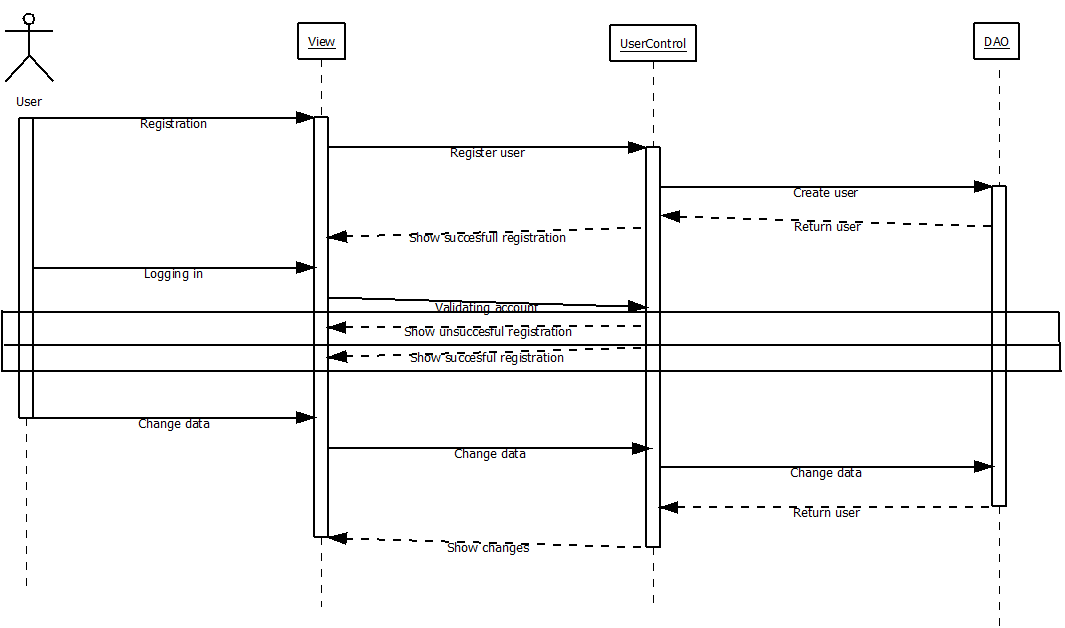 View
UserControl
DAO
User
Registration
Register user
Create user
Return user
Show succesfull registration
Logging in
Validating account
Show unsuccesful registration
Show succesful registration
Change data
Change data
Change data
Return user
Show changes